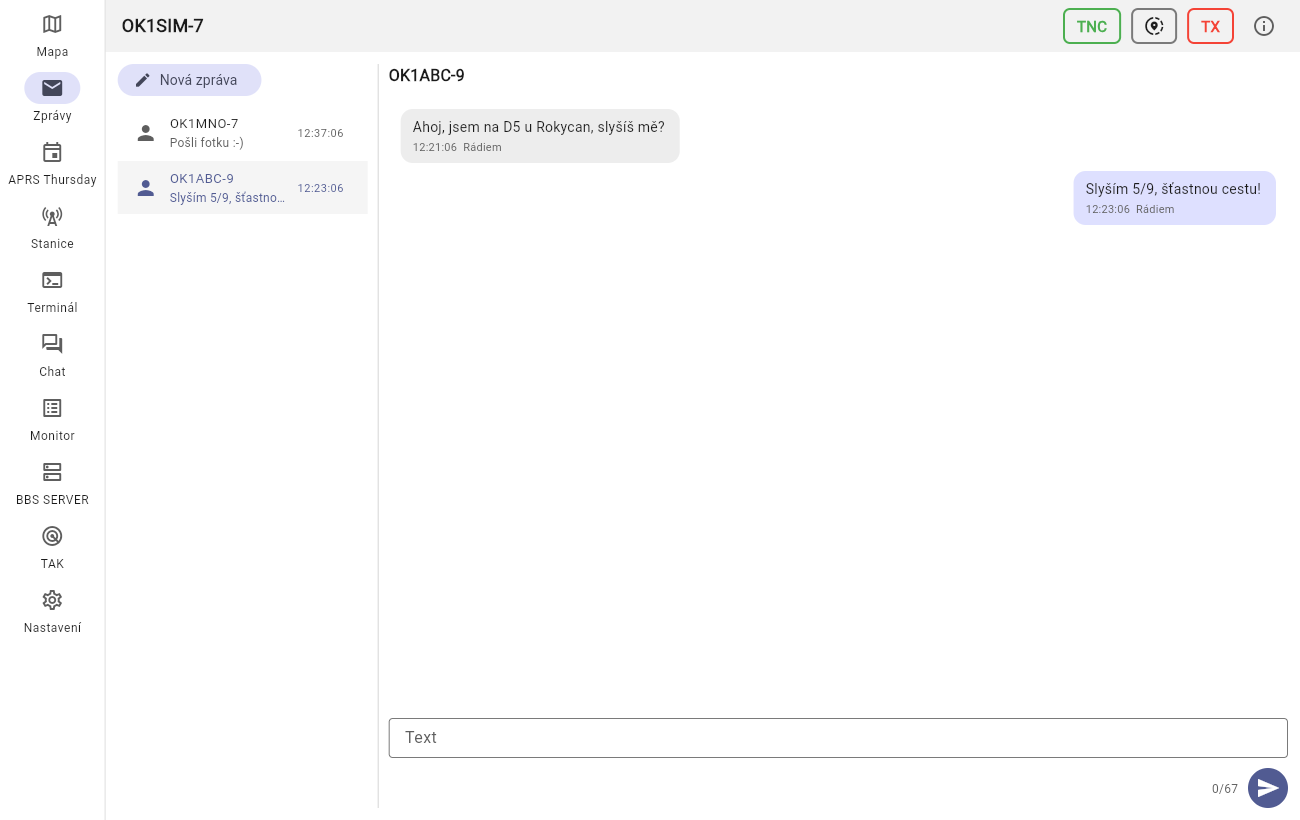 Mapa
Zprávy
APRS Thursday
Stanice
Terminál
Chat
Monitor
BBS SERVER
TAK
Nastavení
OK1SIM-7
TNC
TX
Nová zpráva
OK1MNO-7
Pošli fotku :-)
12:37:06
OK1ABC-9
Slyším 5/9, šťastno…
12:23:06
OK1ABC-9
Ahoj, jsem na D5 u Rokycan, slyšíš mě?
12:21:06 Rádiem
Slyším 5/9, šťastnou cestu!
12:23:06 Rádiem
Text
0/67